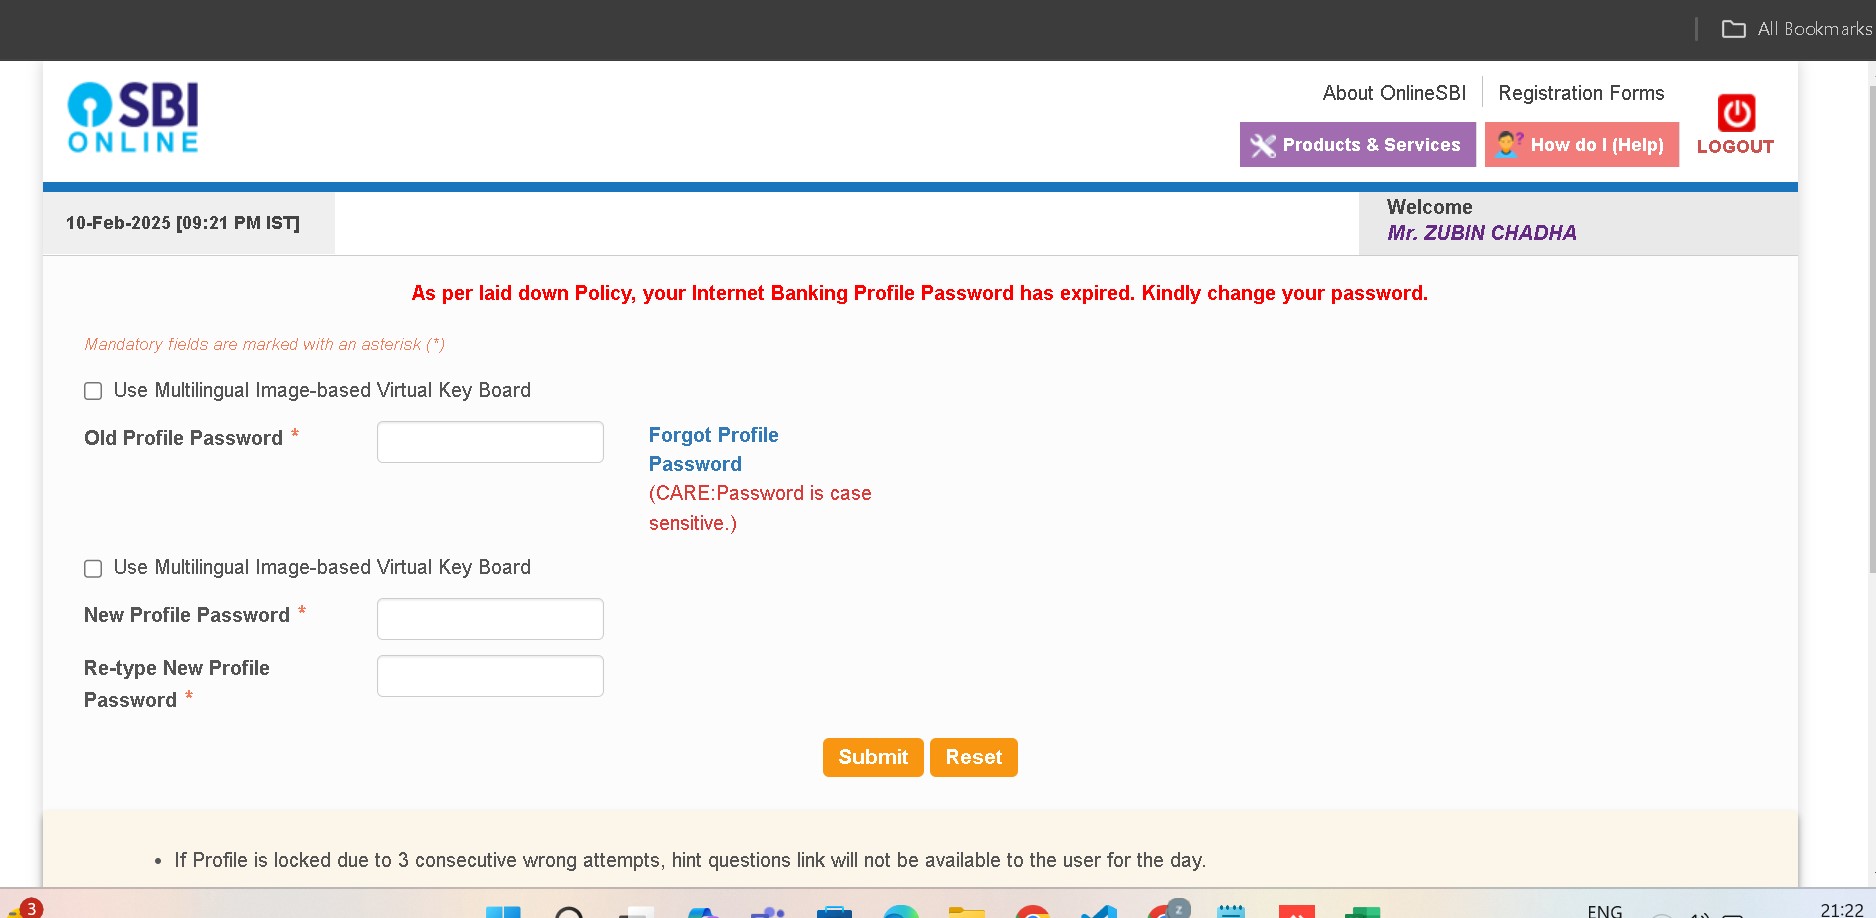 All Bookmarks
SBI
ONLINE
About OnlineSBI
Registration Forms
Products & Services
How do I (Help)
LOGOUT
10-Feb-2025 [09:21 PM IST]
Welcome
Mr. ZUBIN CHADHA
As per laid down Policy, your Internet Banking Profile Password has expired. Kindly change your password.
Mandatory fields are marked with an asterisk (*)
Use Multilingual Image-based Virtual Key Board
Old Profile Password *
Forgot Profile
Password
(CARE:Password is case
sensitive.)
Use Multilingual Image-based Virtual Key Board
New Profile Password *
Re-type New Profile
Password *
Submit
Reset
• If Profile is locked due to 3 consecutive wrong attempts, hint questions link will not be available to the user for the day.
3
z
ENG
21:22